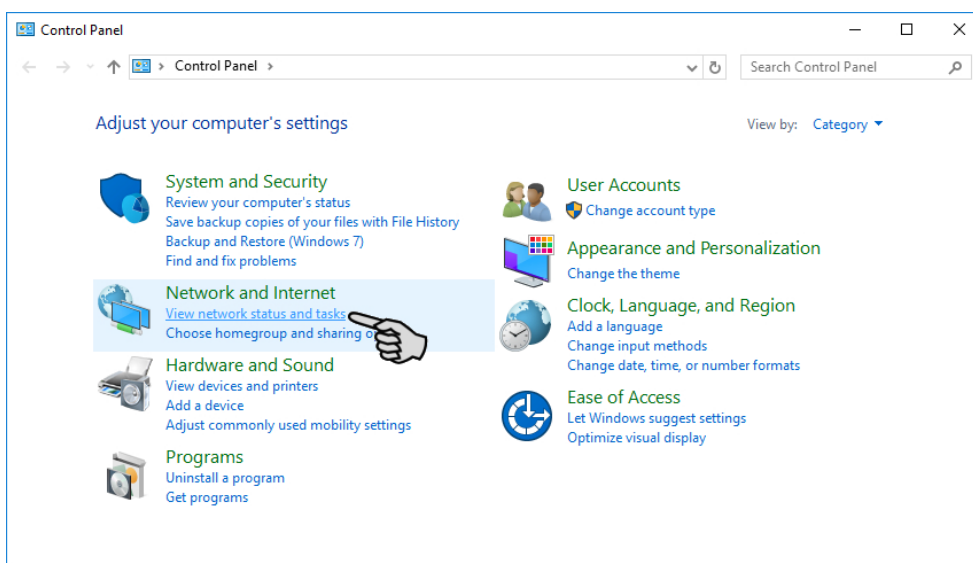 Control Panel
Control Panel
Search Control Panel
Adjust your computer's settings
View by: Category
System and Security
Review your computer's status
Save backup copies of your files with File History
Backup and Restore (Windows 7)
Find and fix problems
Network and Internet
View network status and tasks
Choose homegroup and sharing
Hardware and Sound
View devices and printers
Add a device
Adjust commonly used mobility settings
Programs
Uninstall a program
Get programs
User Accounts
Change account type
Appearance and Personalization
Change the theme
Clock, Language, and Region
Add a language
Change input methods
Change date, time, or number formats
Ease of Access
Let Windows suggest settings
Optimize visual display